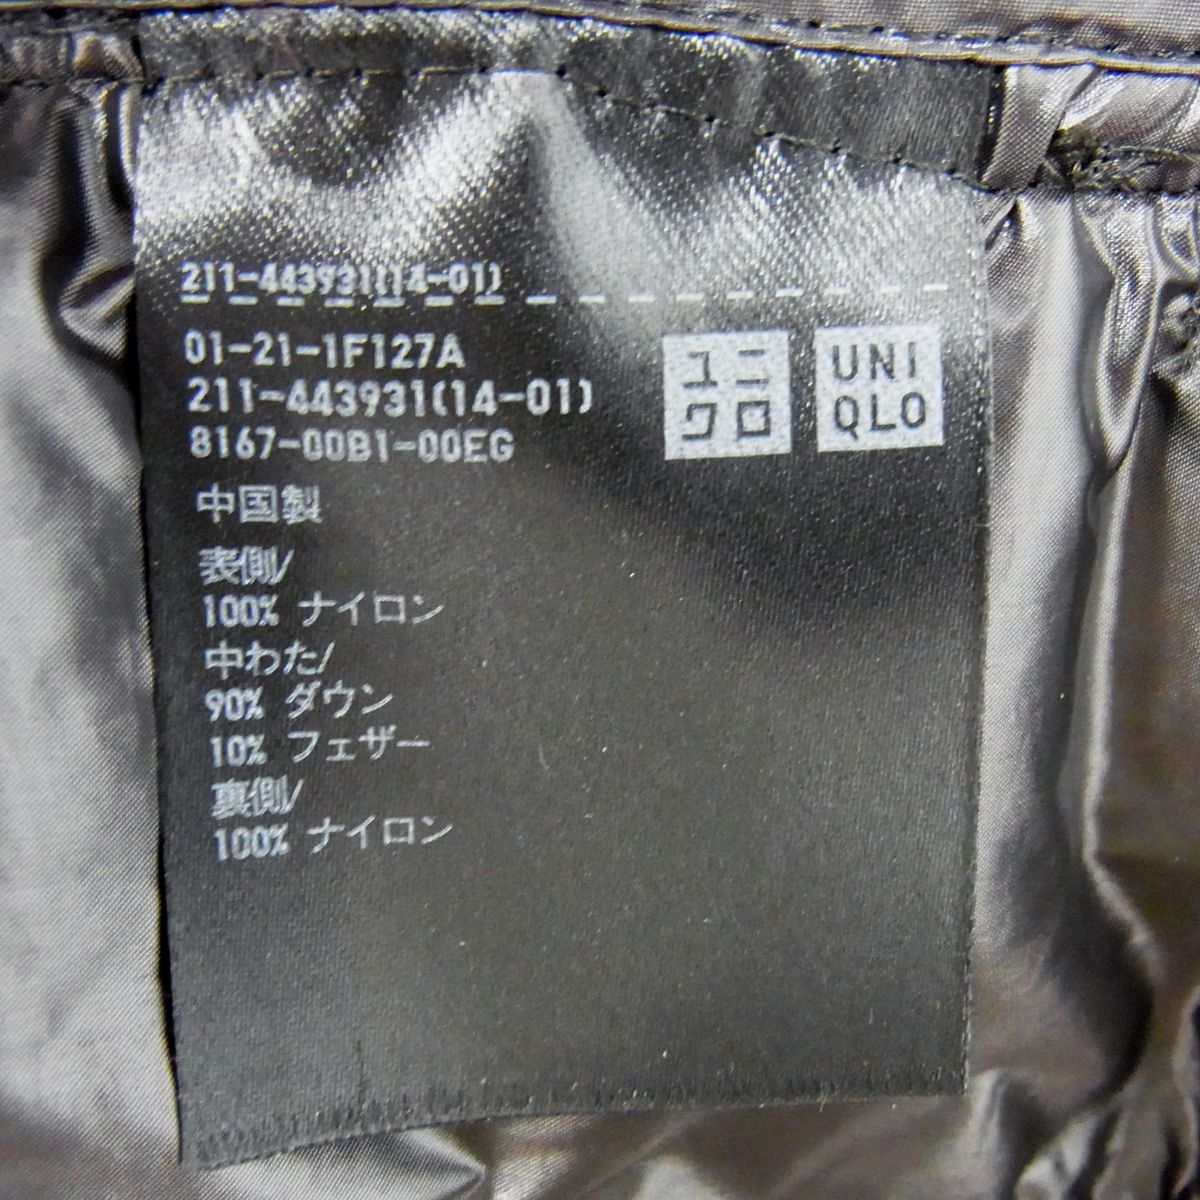 211-443931(14-01)
01-21-1F127A
211-443931(14-01)
8167-00B1-00EG
ユニ
クロ
UNI
QLO
中国製
表側/
100% ナイロン
中わた/
90% ダウン
10% フェザー
裏側/
100% ナイロン